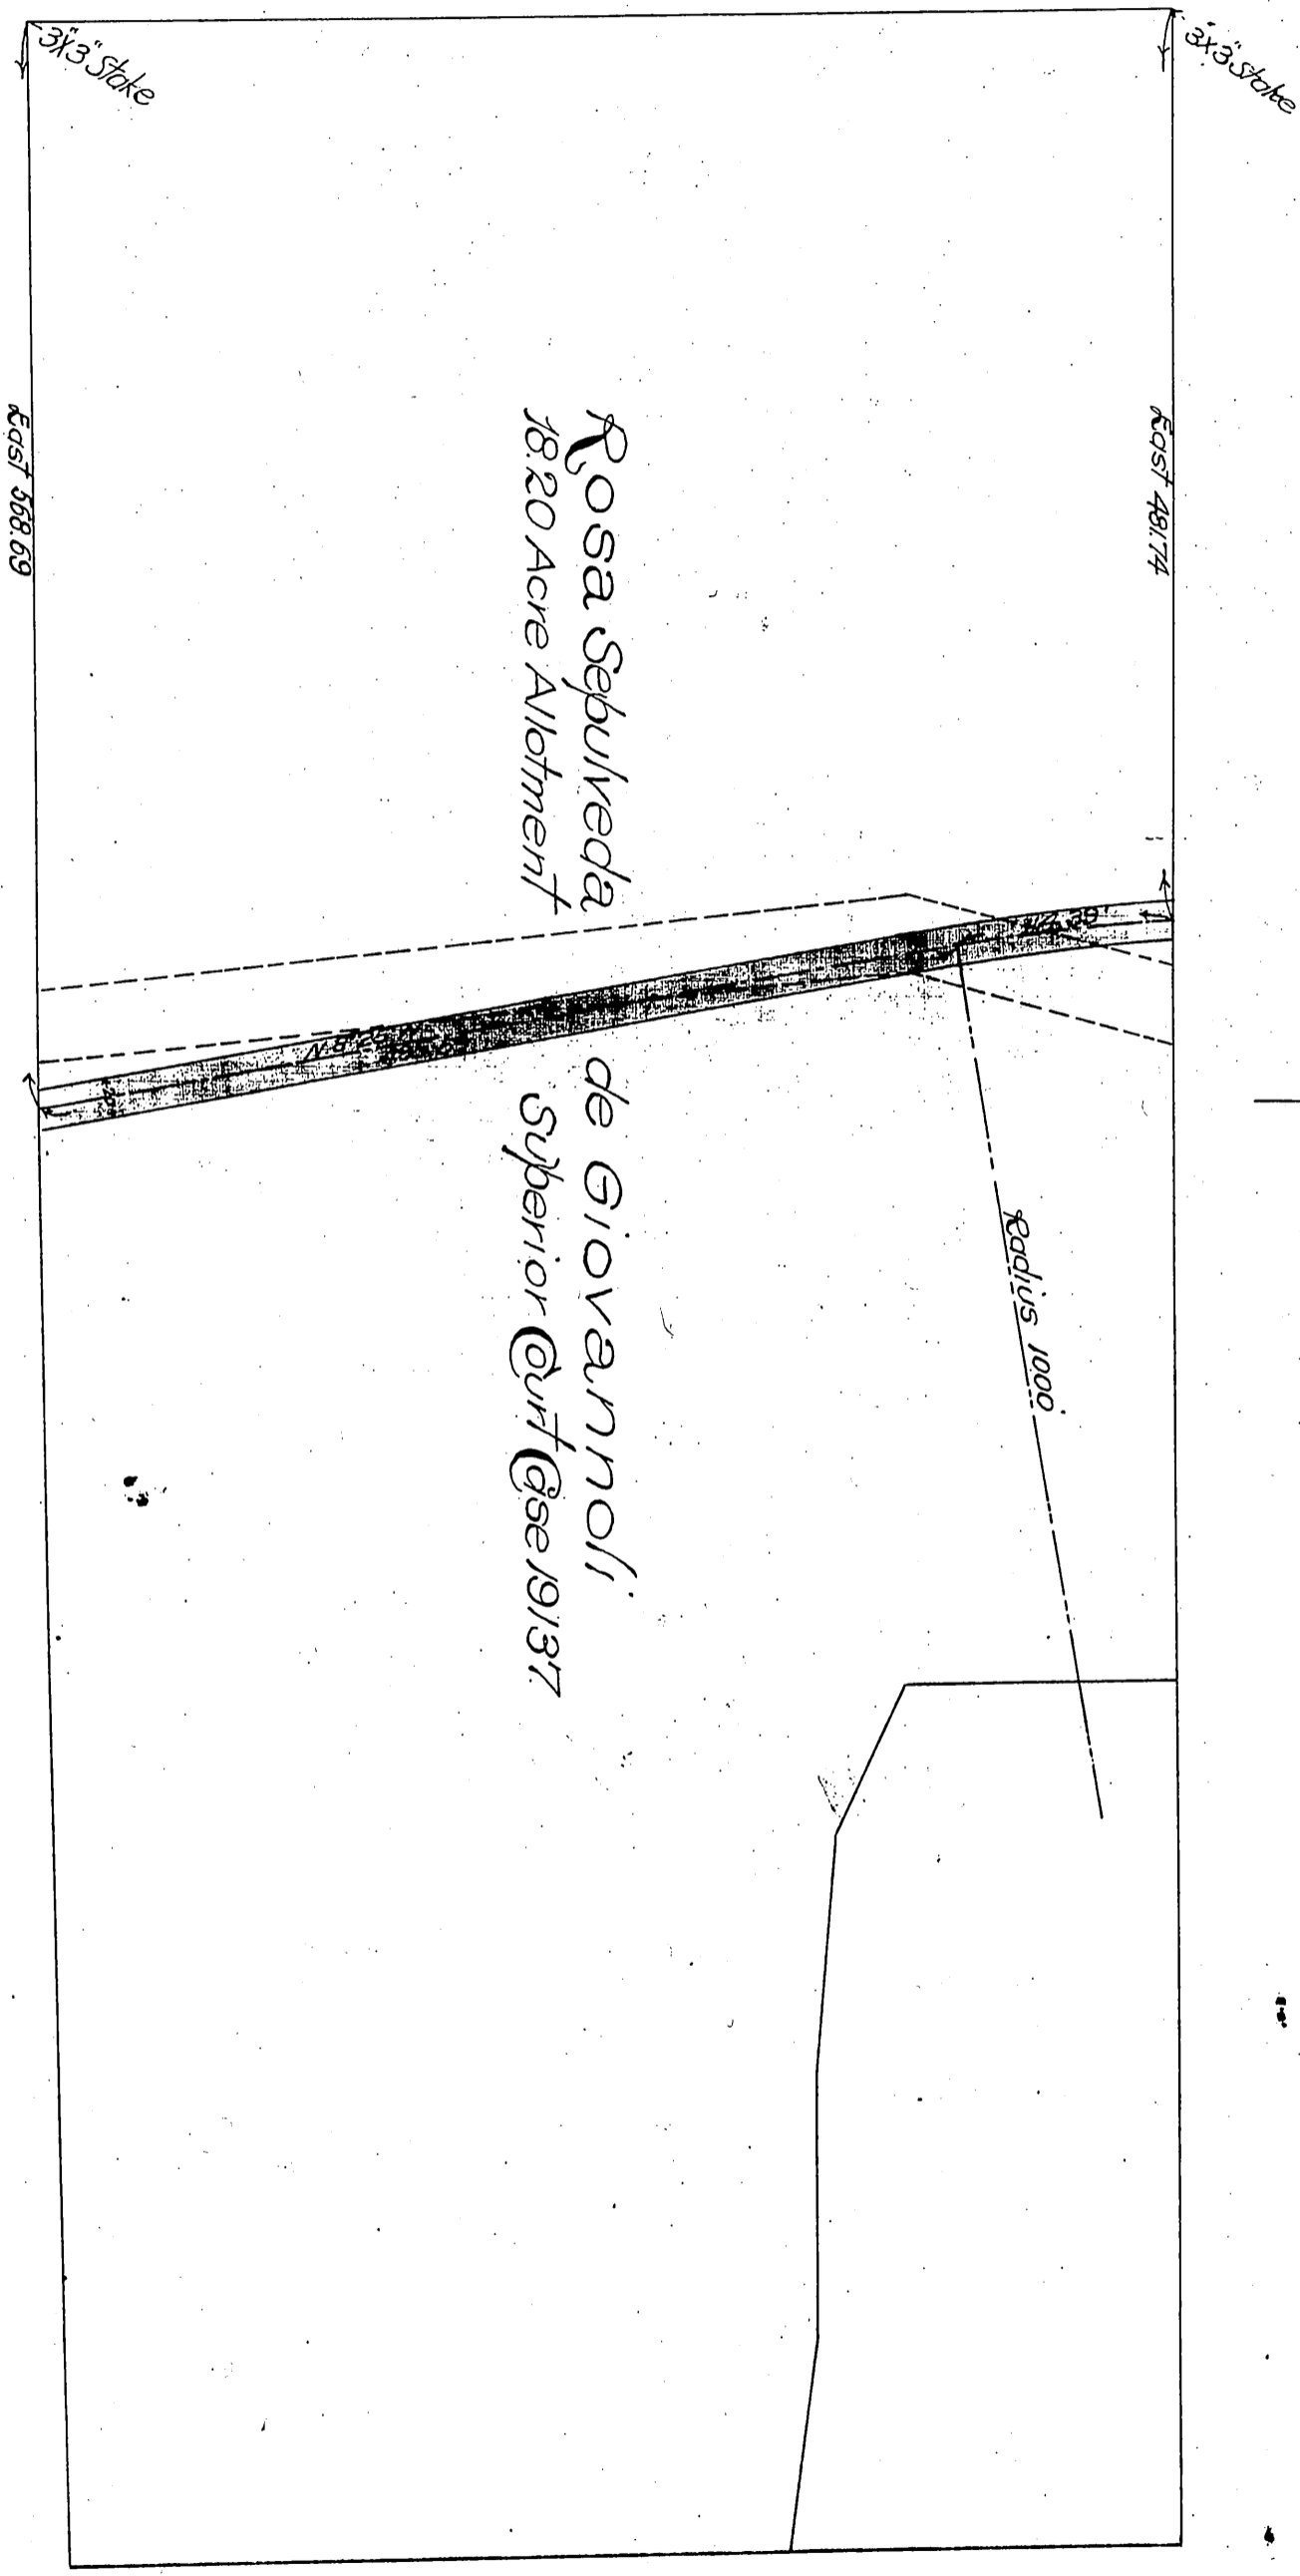 3"x3" Stake
East 481.74
3"x3" Stake
East 568.69
Rosa Sepulveda de Giovannoli
18.20 Acre Allotment Superior Court Case 19137
Radius 1000'